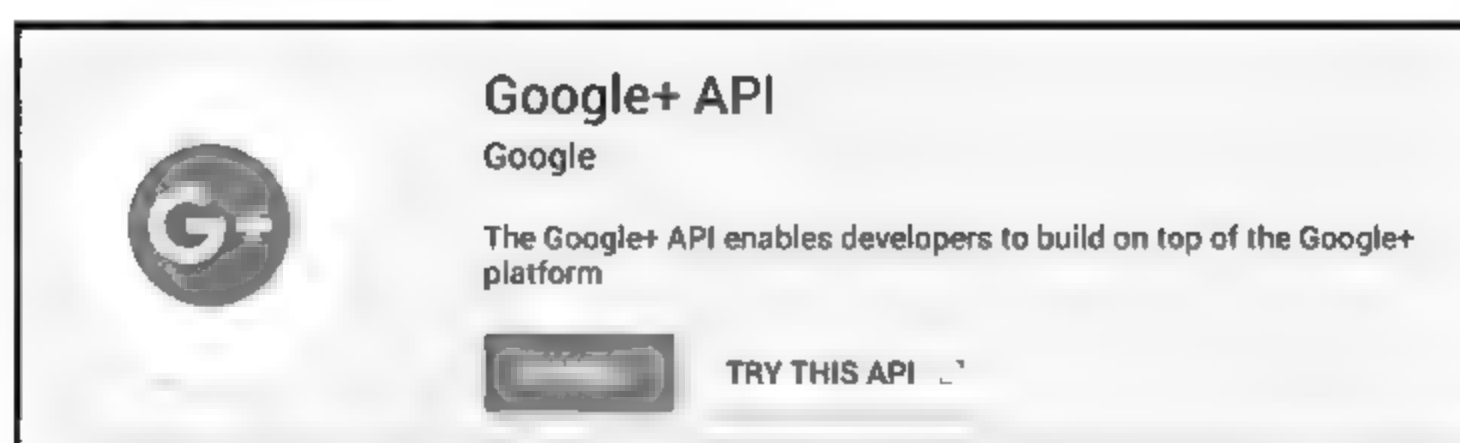 Google+ API
Google
The Google+ API enables developers to build on top of the Google+
platform
TRY THIS API